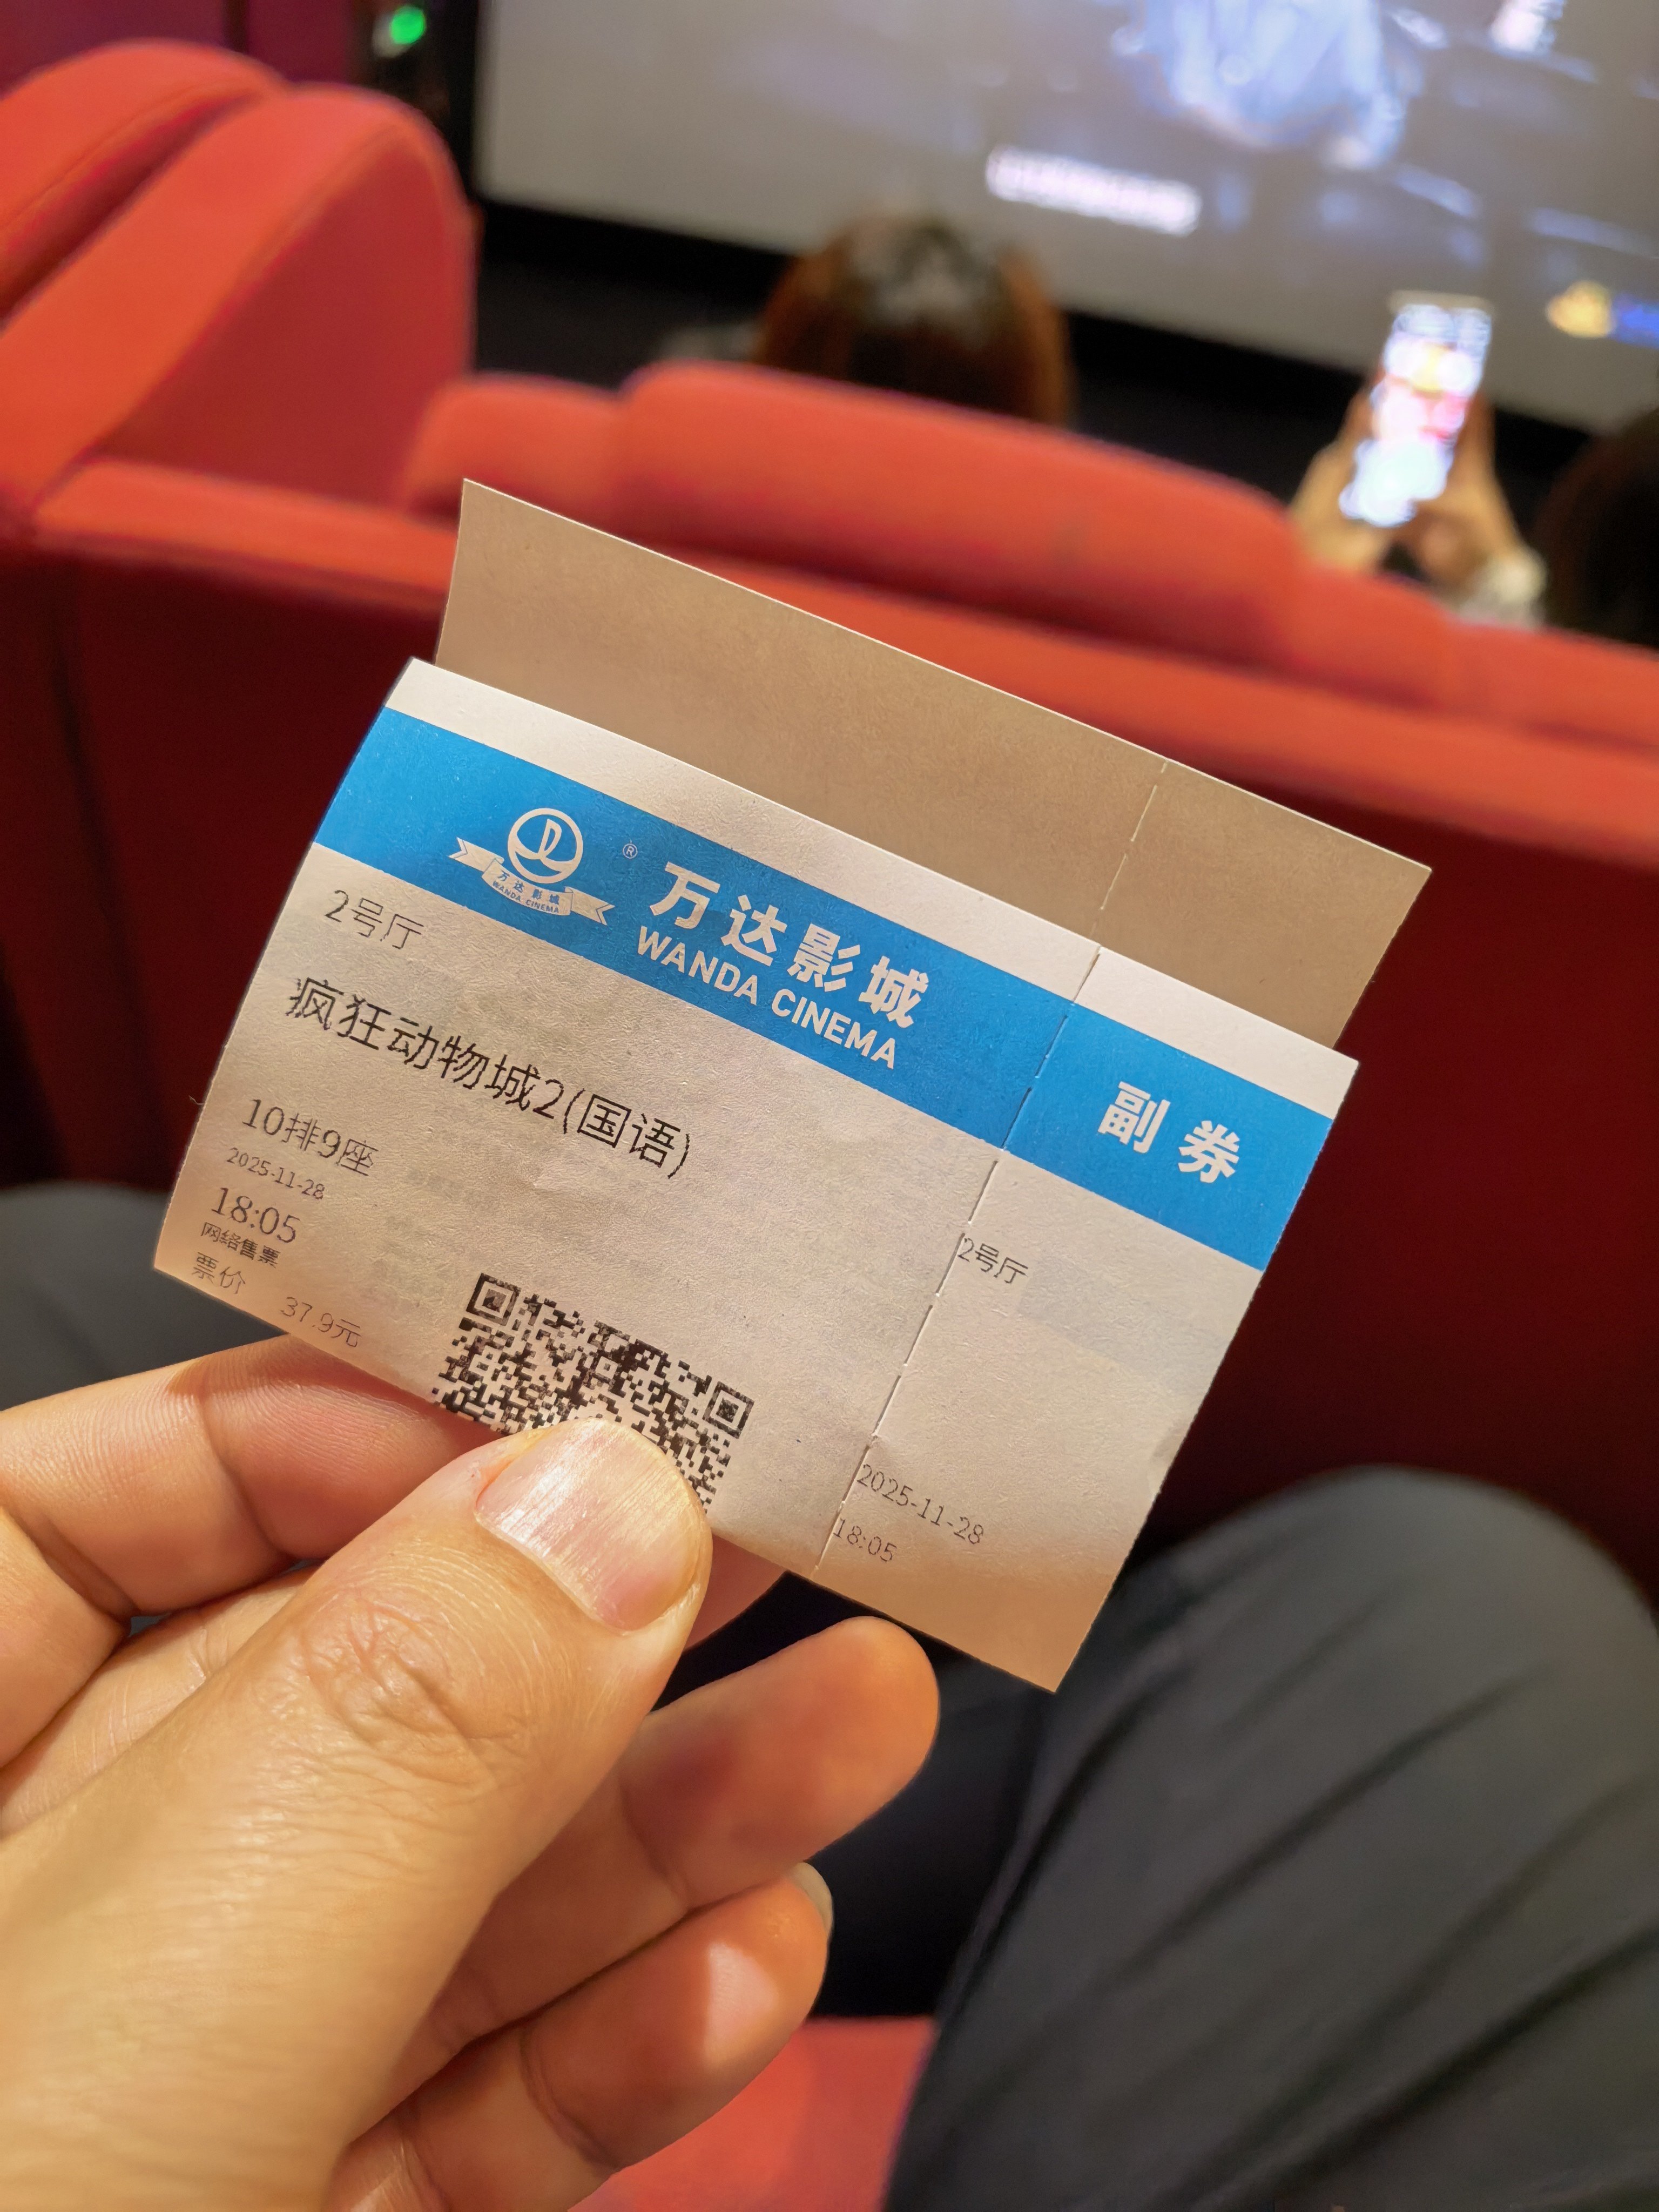 万达影城
WANDA CINEMA
®
万达影城
WANDA CINEMA
副券
2号厅
疯狂动物城2(国语)
10排9座
2025-11-28
18:05
网络售票
票价 37.9元
2号厅
2025-11-28
18:05